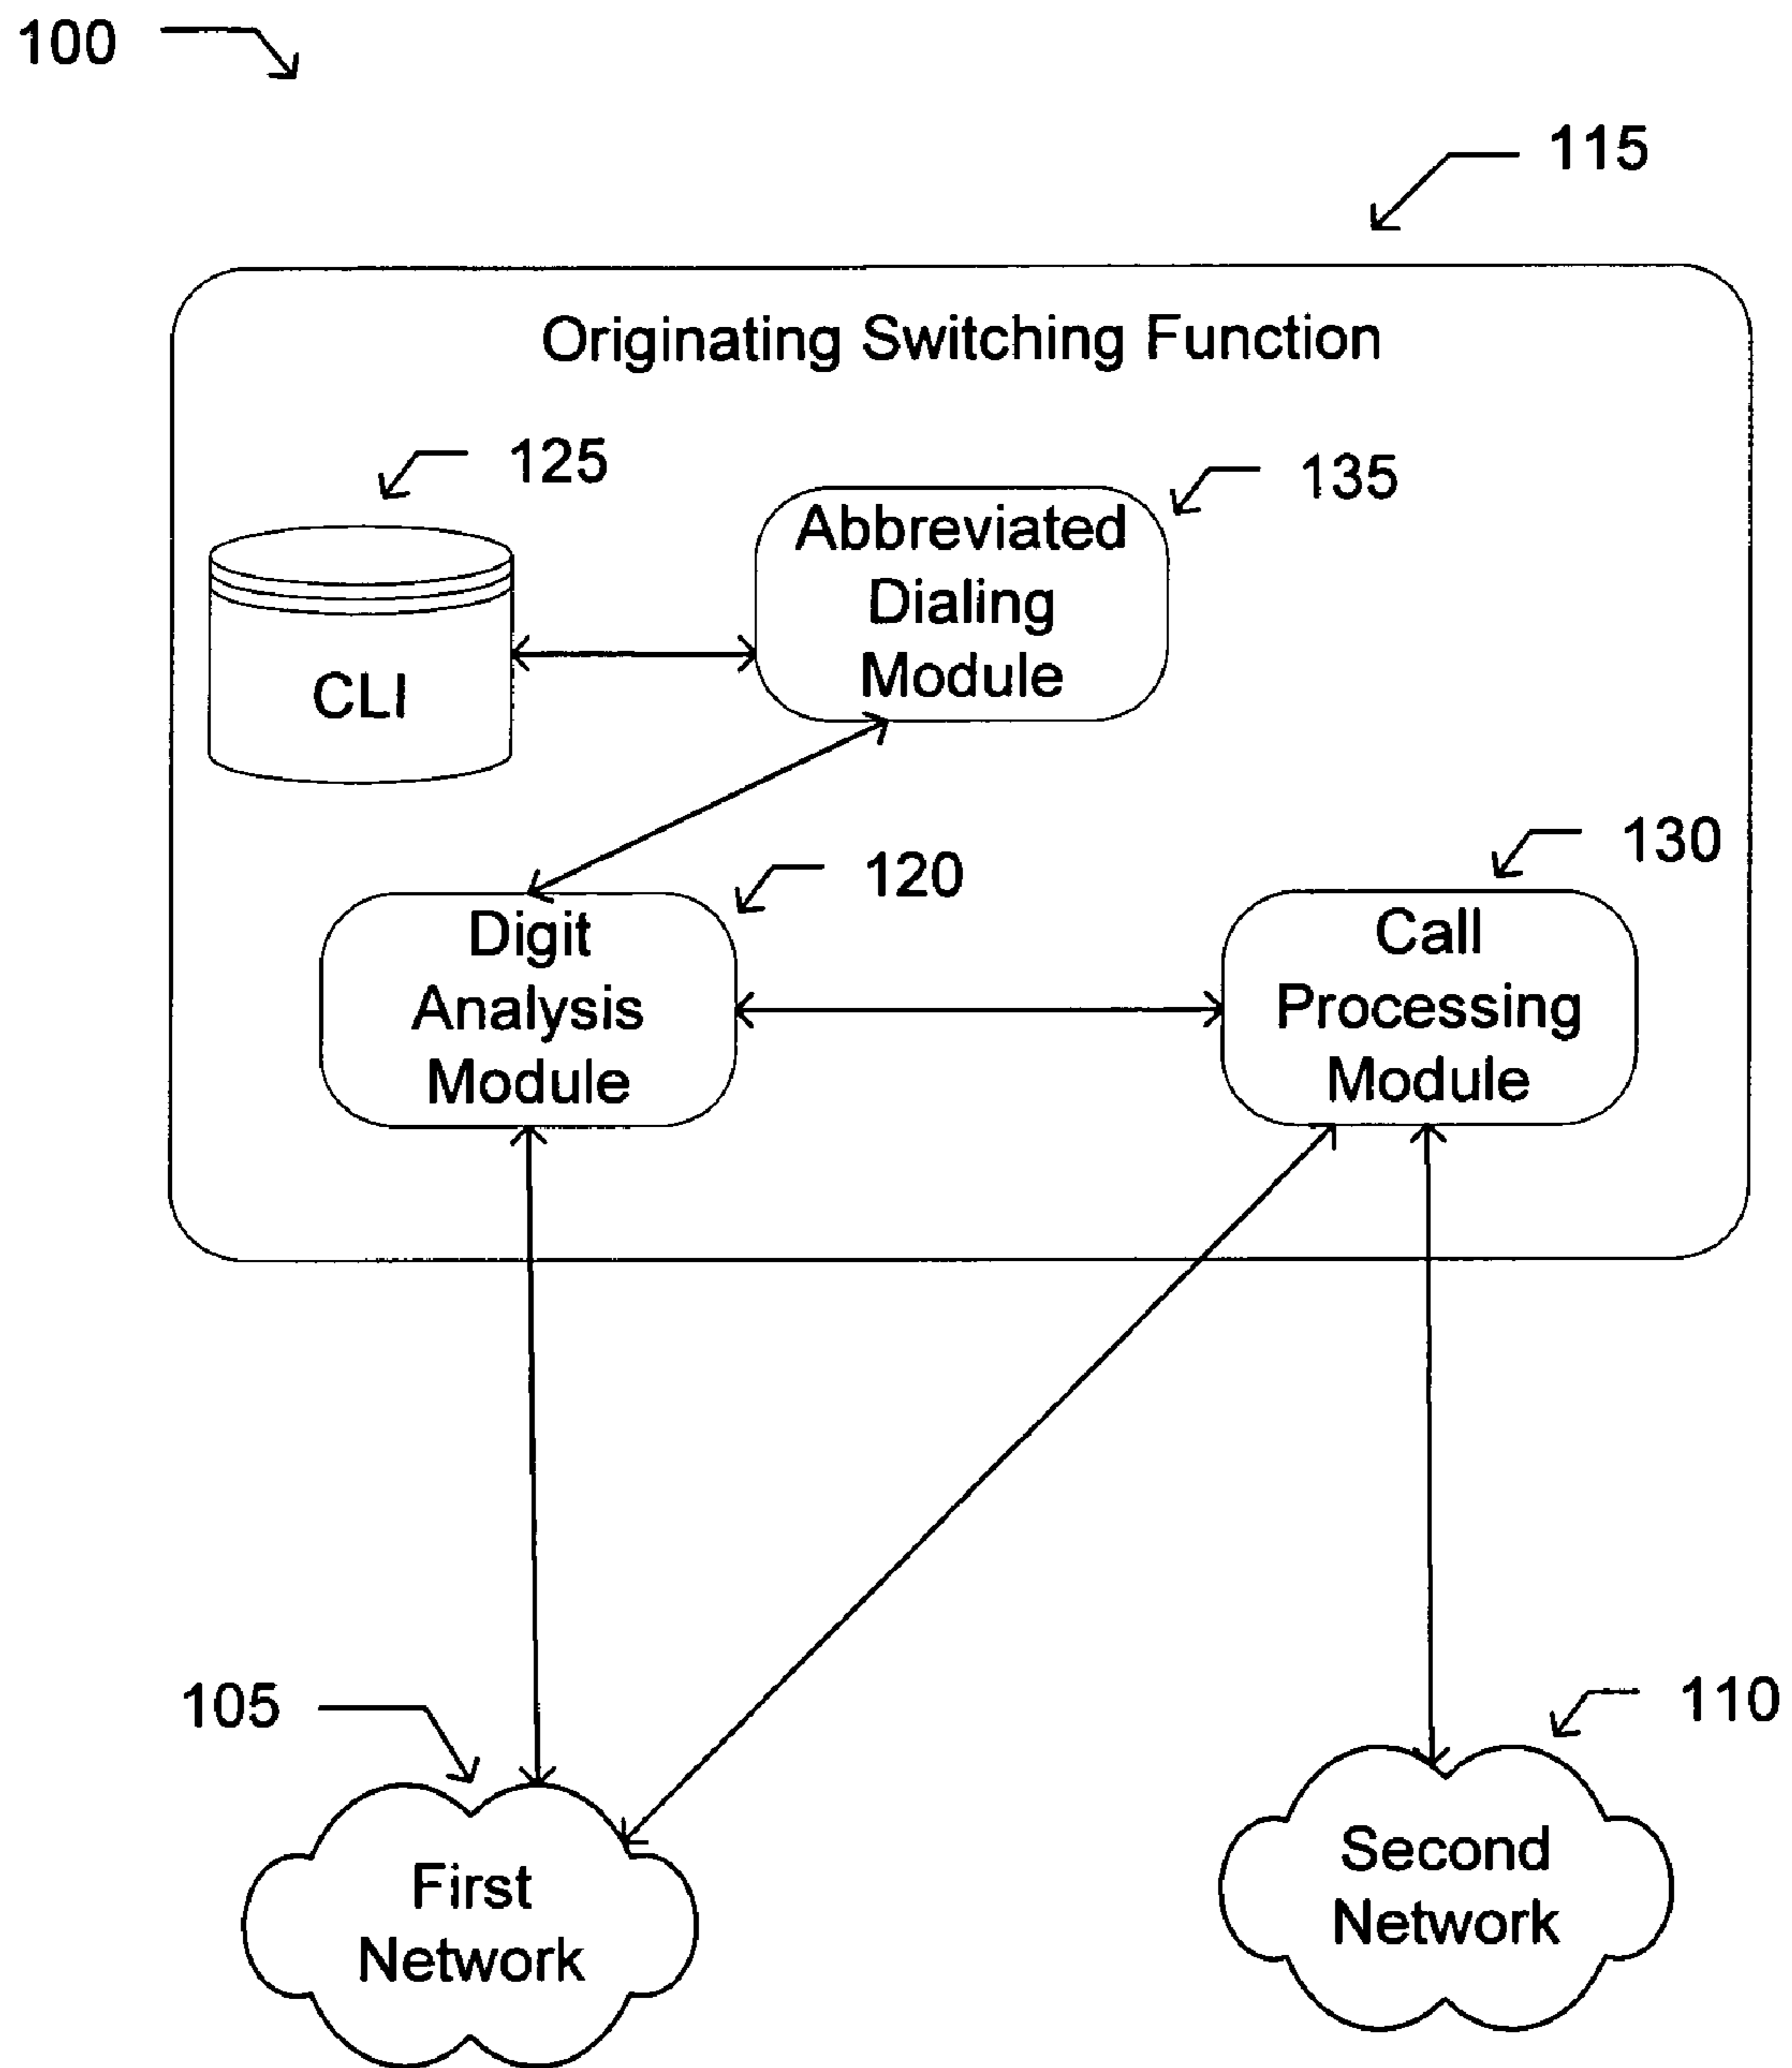 100
115
Originating Switching Function
125
135
Abbreviated
Dialing
Module
CLI
120
130
Digit
Analysis
Module
Call
Processing
Module
105
110
First
Network
Second
Network